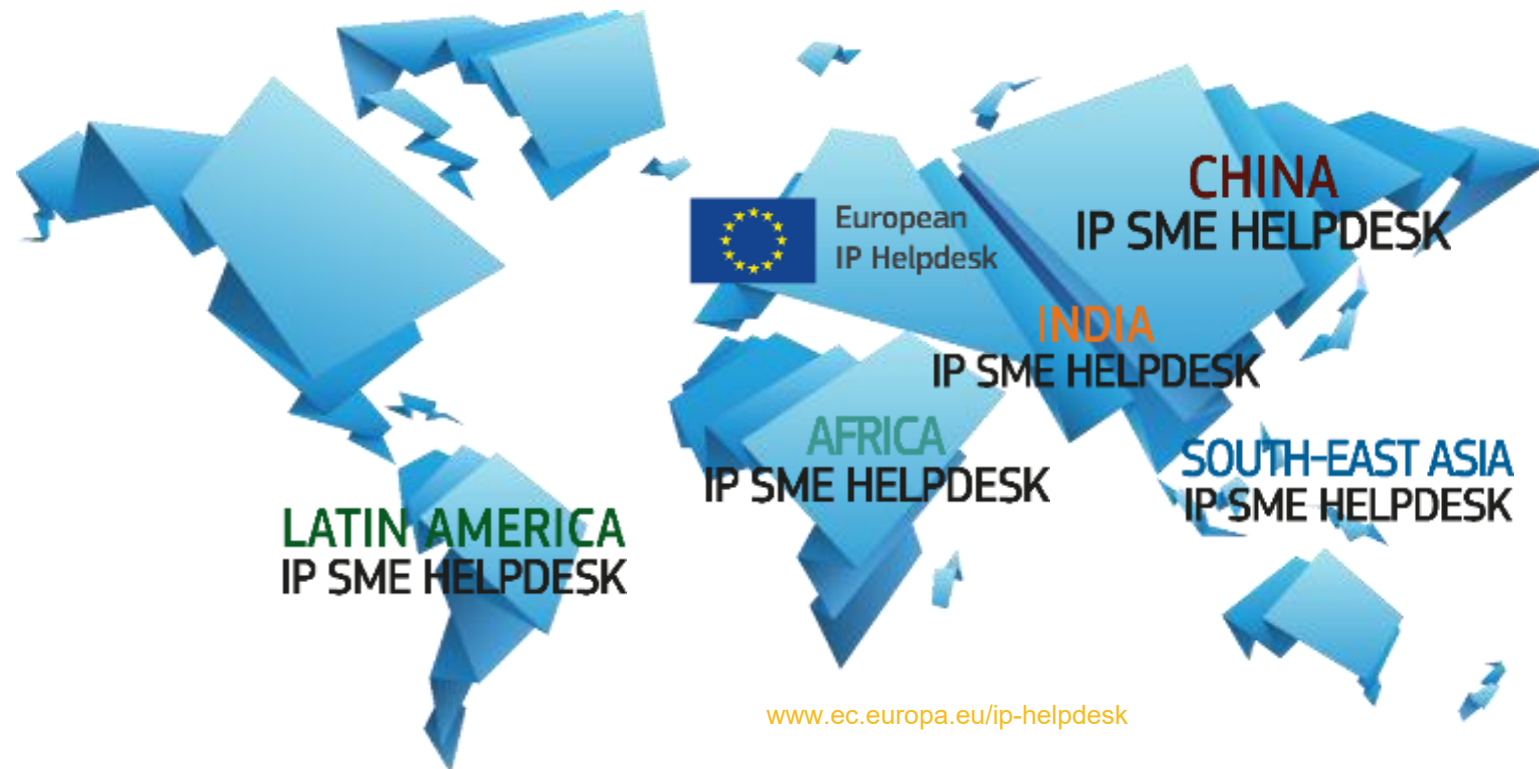 CHINA
IP SME HELPDESK
European
IP Helpdesk
INDIA
IP SME HELPDESK
AFRICA
IP SME HELPDESK
SOUTH-EAST ASIA
IP SME HELPDESK
LATIN AMERICA
IP SME HELPDESK
www.ec.europa.eu/ip-helpdesk